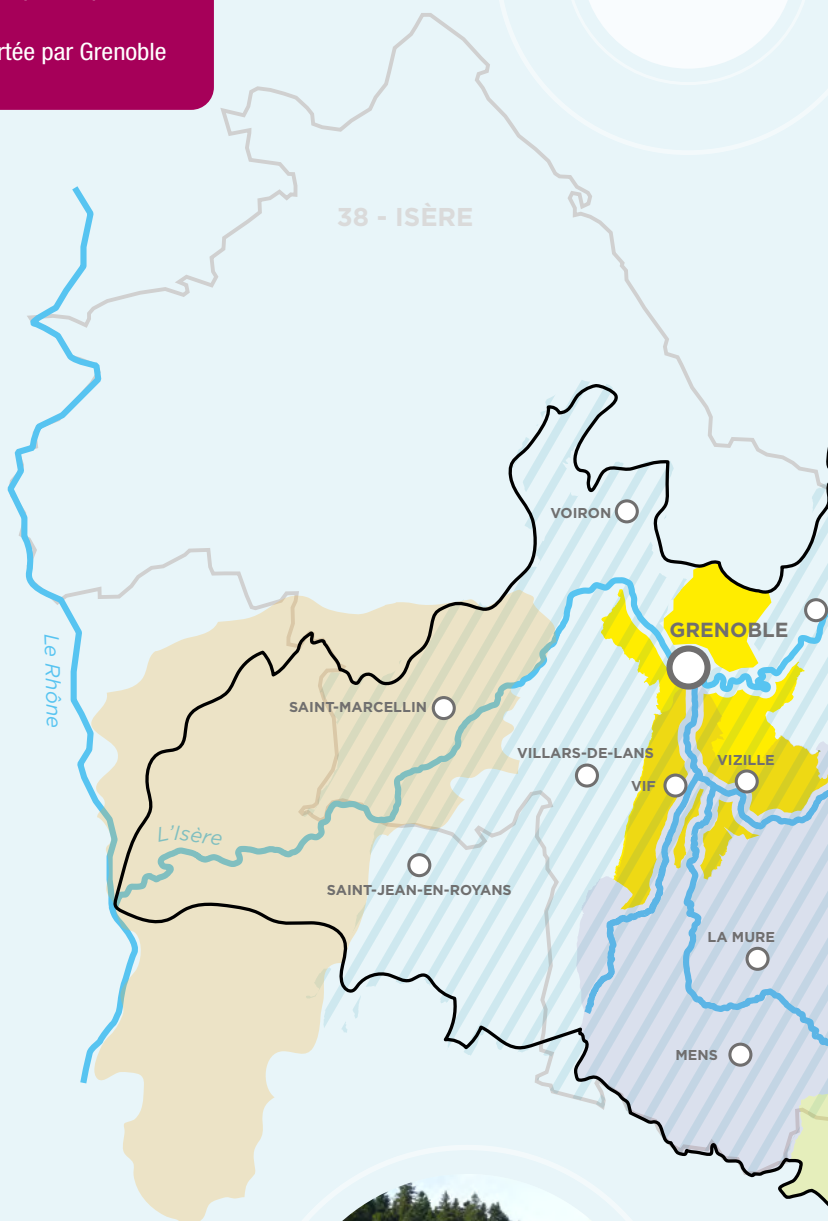 rtée par Grenoble
38 - ISÈRE
VOIRON
GRENOBLE
Le Rhône
SAINT-MARCELLIN
VILLARS-DE-LANS
VIZILLE
VIF
L'Isère
SAINT-JEAN-EN-ROYANS
LA MURE
MENS